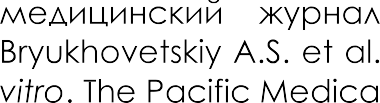 медицинский журнал
Bryukhovetskiy A.S. et al.
vitro. The Pacific Medica